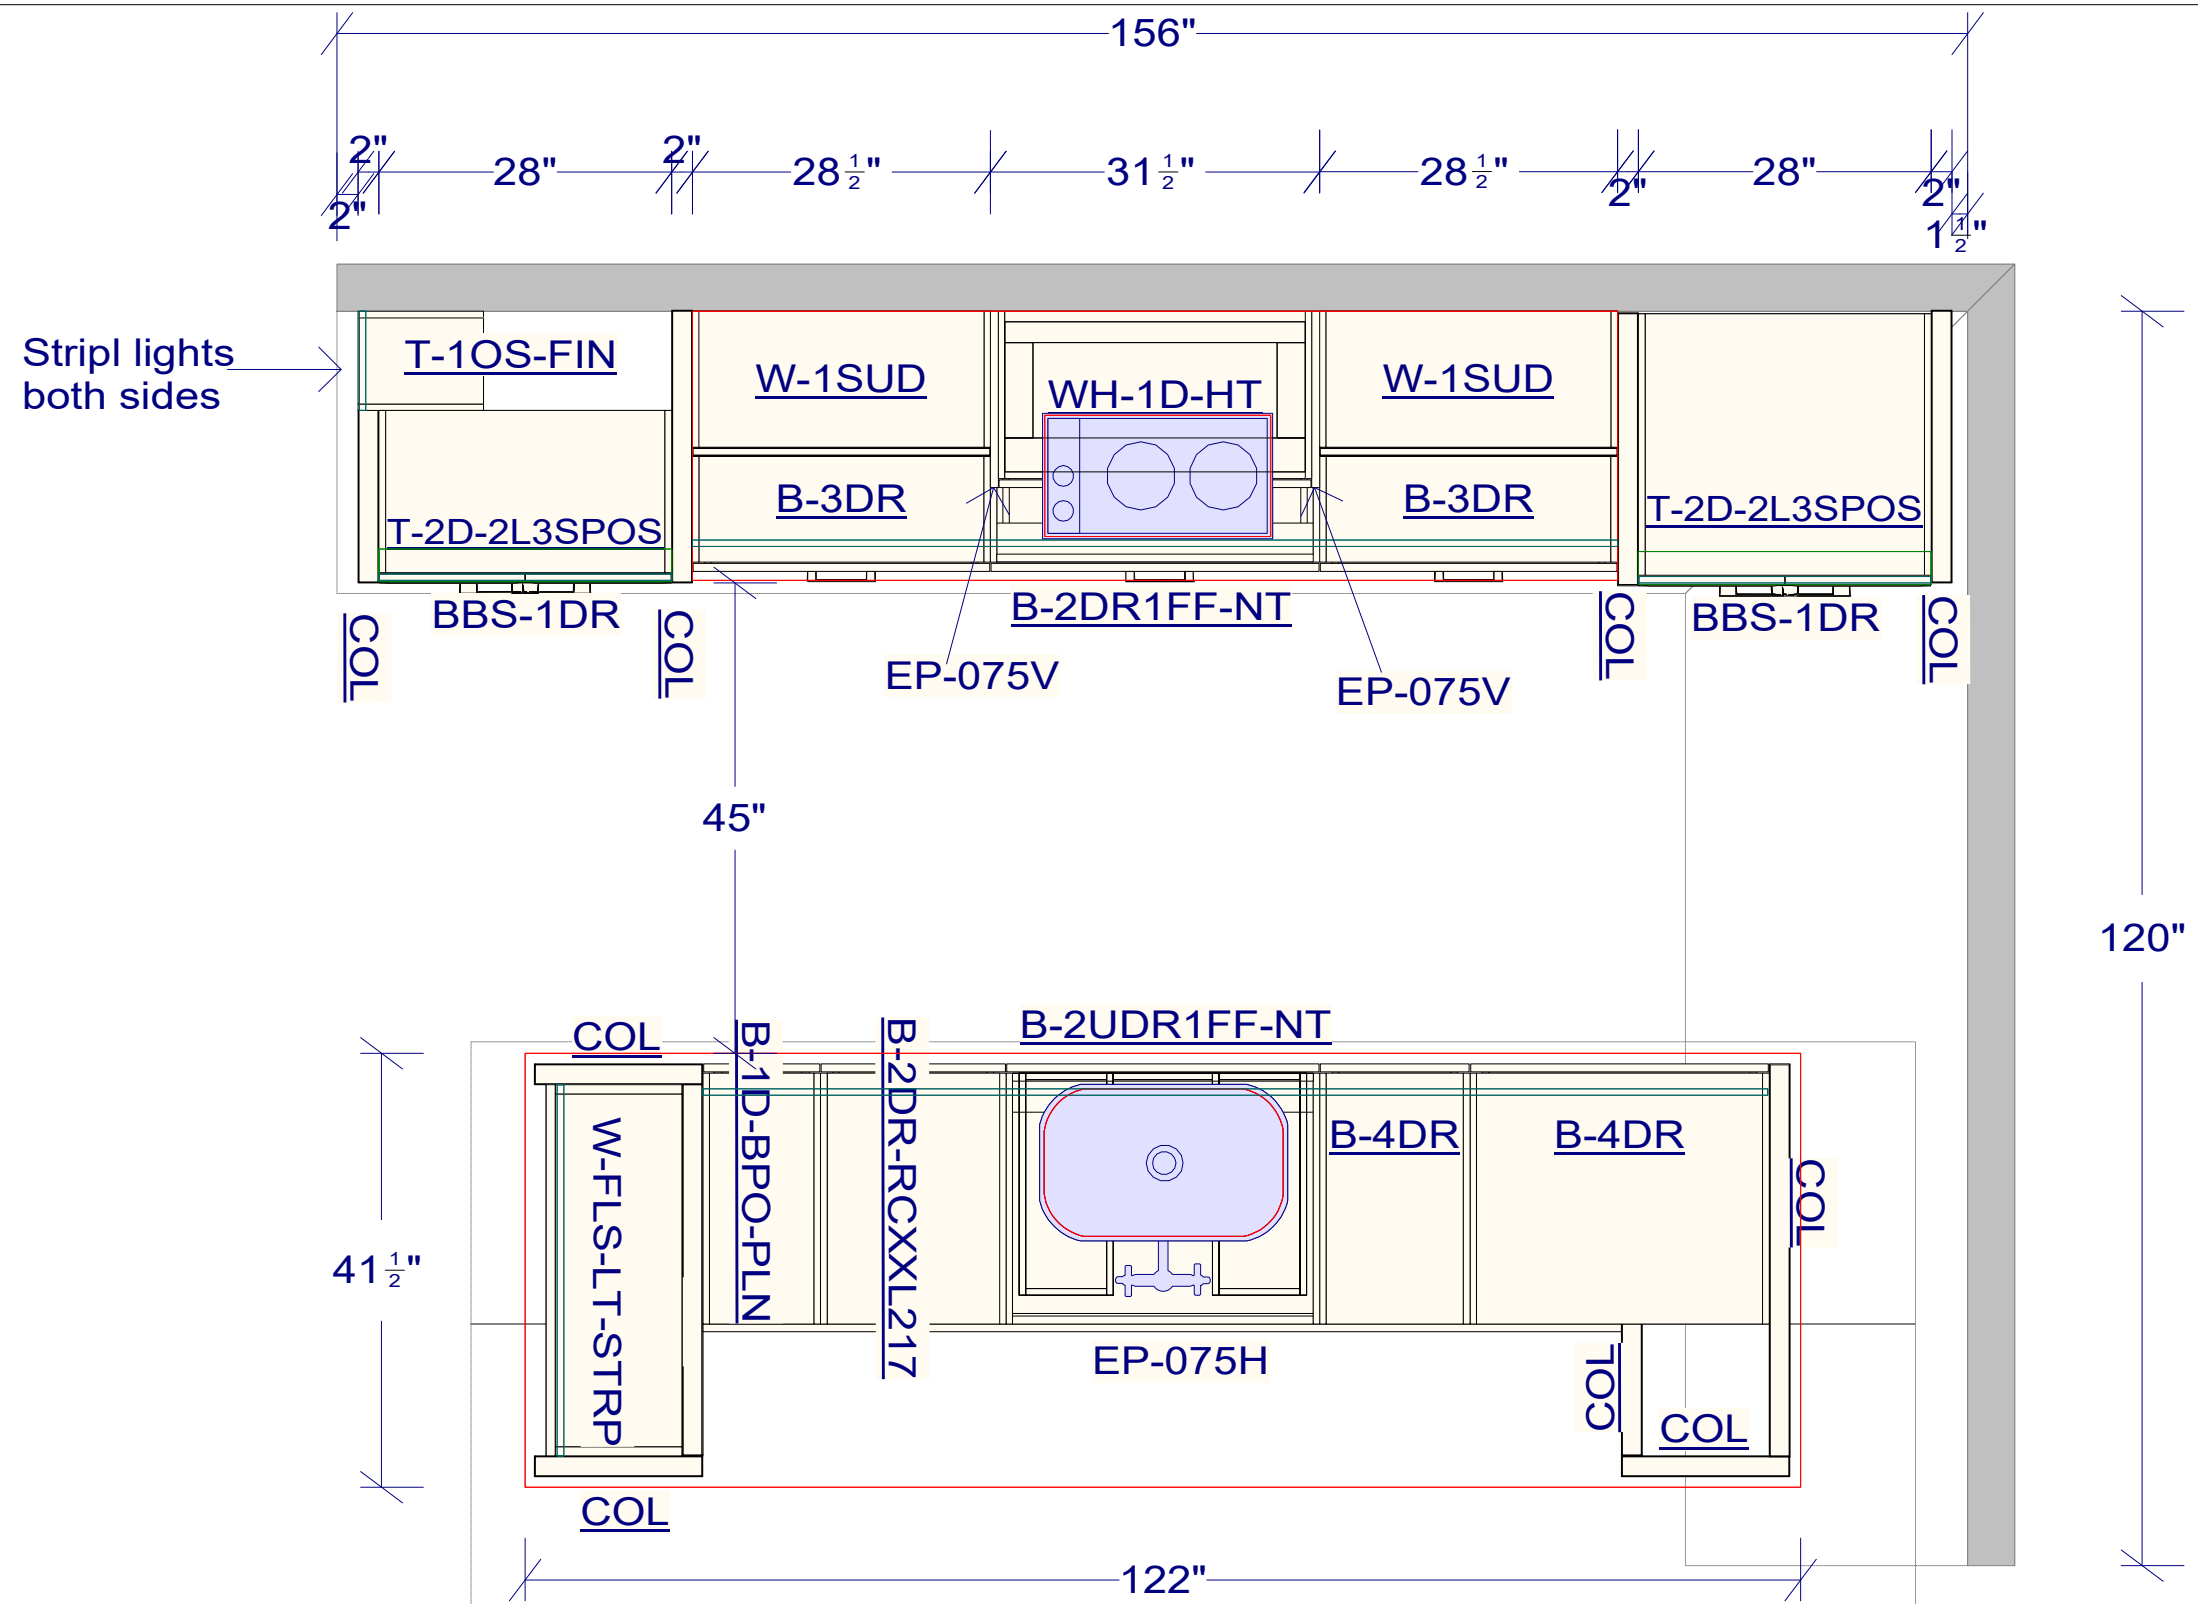 156"
2"
28"
2"
28 1/2"
31 1/2"
28 1/2"
2"
28"
2"
2"
1 1/2"
Stripl lights
both sides
T-1OS-FIN
W-1SUD
WH-1D-HT
W-1SUD
B-3DR
B-3DR
T-2D-2L3SPOS
T-2D-2L3SPOS
BBS-1DR
B-2DR1FF-NT
BBS-1DR
COL
COL
COL
COL
EP-075V
EP-075V
45"
120"
COL
B-2UDR1FF-NT
B-1D-BPO-PLN
B-2DR-RCXXL217
W-FLS-LT-STRP
B-4DR
B-4DR
COL
41 1/2"
EP-075H
COL
COL
COL
122"